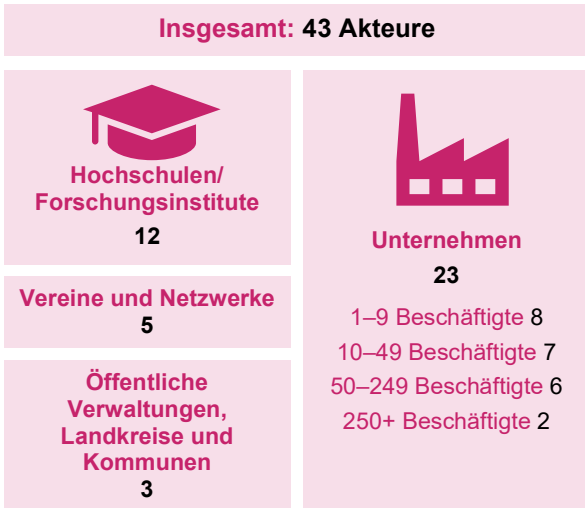 Insgesamt: 43 Akteure
Hochschulen/
Forschungsinstitute
12
Vereine und Netzwerke
5
Öffentliche
Verwaltungen,
Landkreise und
Kommunen
3
Unternehmen
23
1–9 Beschäftigte 8
10–49 Beschäftigte 7
50–249 Beschäftigte 6
250+ Beschäftigte 2